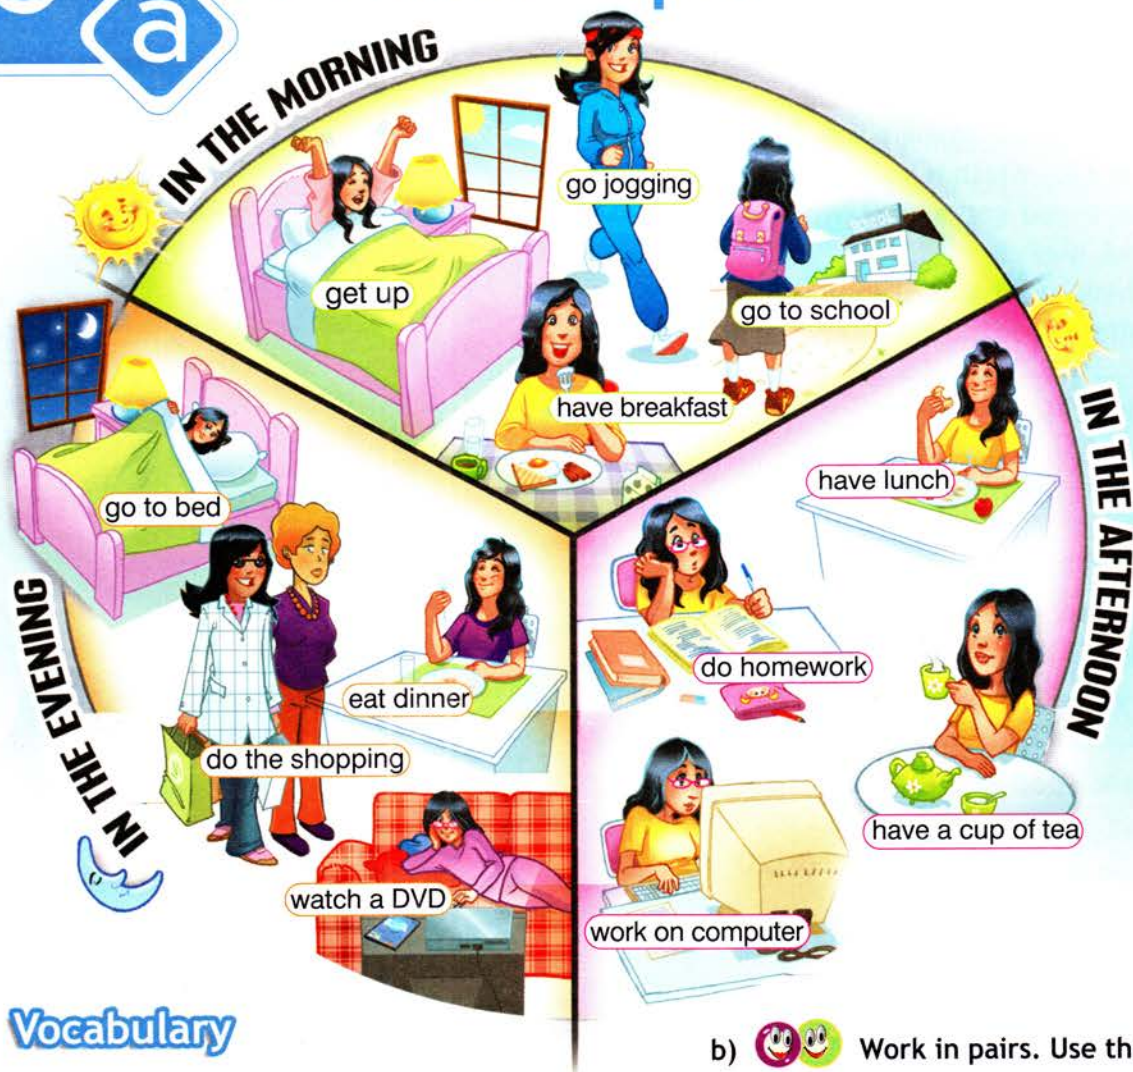 a
IN THE MORNING
go jogging
get up
go to school
have breakfast
IN THE AFTERNOON
have lunch
do homework
have a cup of tea
work on computer
IN THE EVENING
go to bed
eat dinner
do the shopping
watch a DVD
Vocabulary
b) Work in pairs. Use th